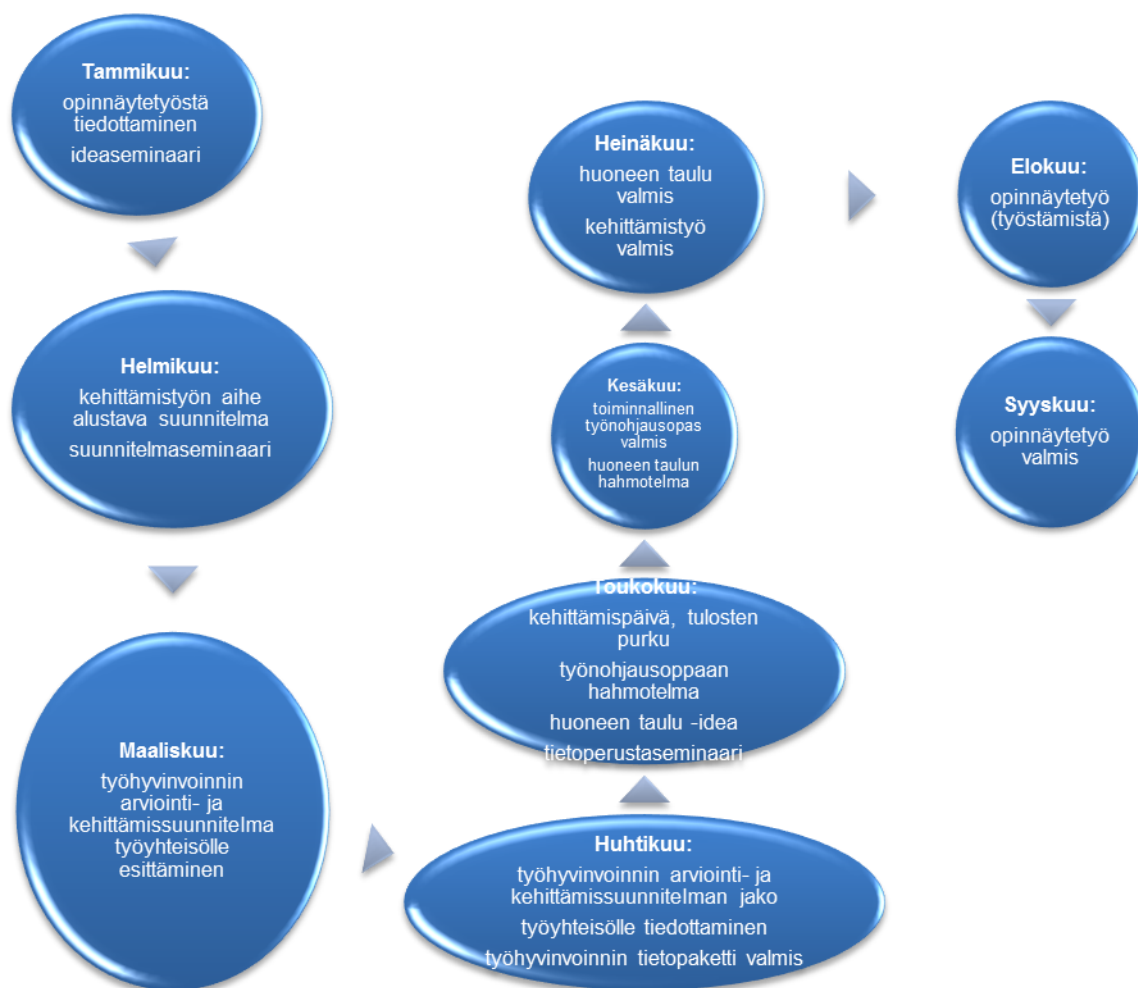 Tammikuu:
opinnäytetyöstä
tiedottaminen
ideaseminaari
Helmikuu:
kehittämistyön aihe
alustava suunnitelma
suunnitelmaseminaari
Maaliskuu:
työhyvinvoinnin
arviointi- ja
kehittämissuunnitelma
työyhteisölle
esittäminen
Huhtikuu:
työhyvinvoinnin arviointi- ja
kehittämissuunnitelman jako
työyhteisölle tiedottaminen
työhyvinvoinnin tietopaketti valmis
Toukokuu:
kehittämispäivä, tulosten
purku
työnohjausoppaan
hahmotelma
huoneen taulu -idea
tietoperustaseminaari
Kesäkuu:
toiminnallinen
työnohjausopas
valmis
huoneen taulun
hahmotelma
Heinäkuu:
huoneen taulu
valmis
kehittämistyö
valmis
Elokuu:
opinnäytetyö
(työstämistä)
Syyskuu:
opinnäytetyö
valmis